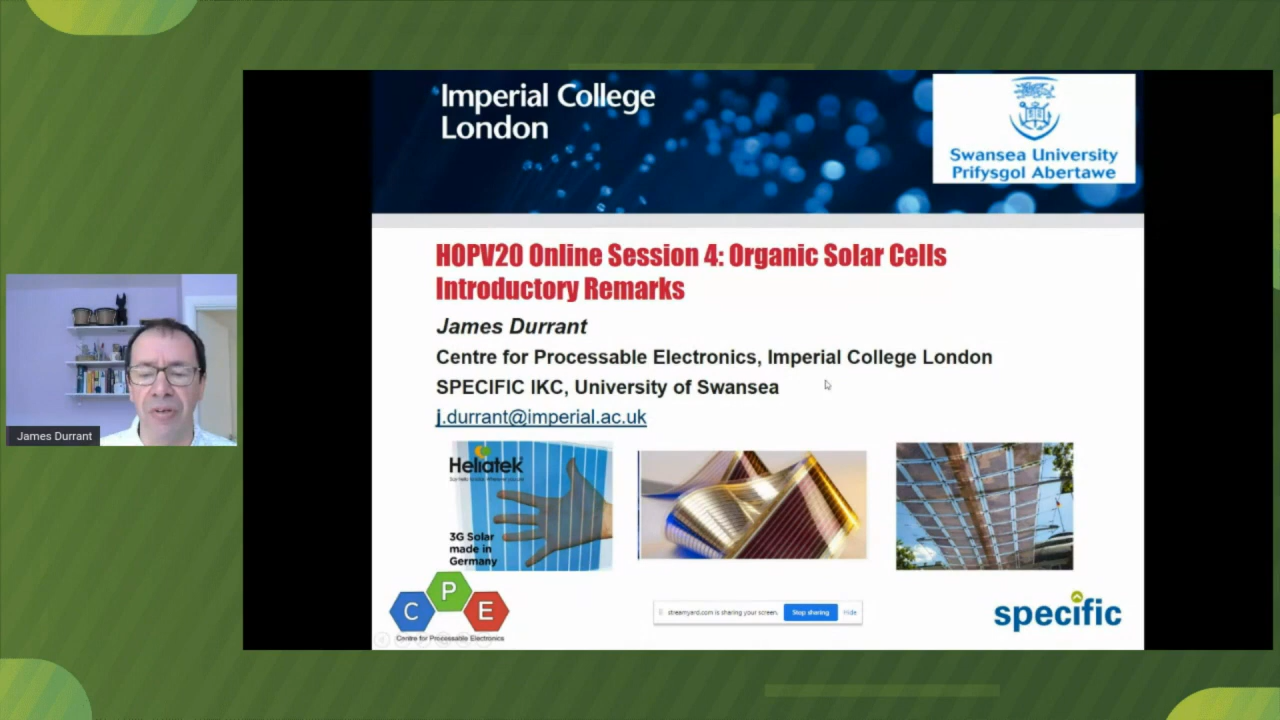 Imperial College
London
Swansea University
Prifysgol Abertawe
HOPV20 Online Session 4: Organic Solar Cells
Introductory Remarks
James Durrant
Centre for Processable Electronics, Imperial College London
SPECIFIC IKC, University of Swansea
j.durrant@imperial.ac.uk
James Durrant
Heliatek
3G Solar
made in
Germany
C P E
Centre for Processable Electronics
streamyard.com is sharing your screen.
Stop sharing
Hide
specific